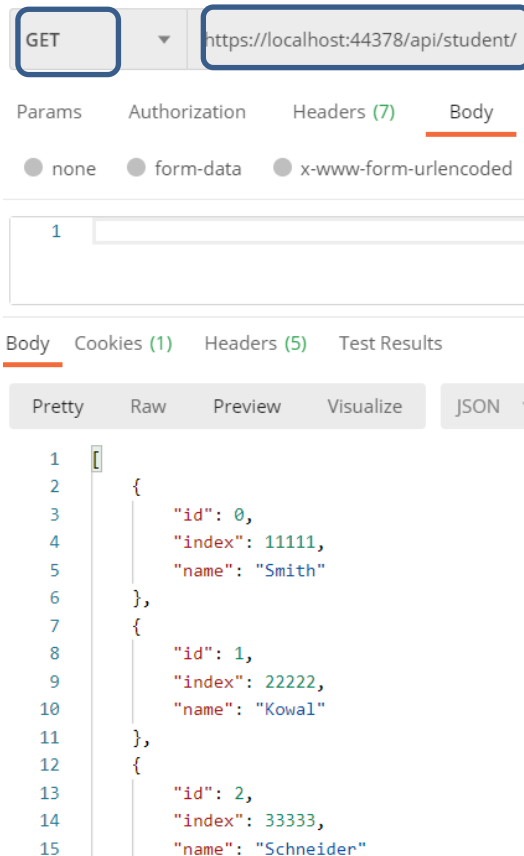 GET https://localhost:44378/api/student/
Params Authorization Headers (7) Body
none form-data x-www-form-urlencoded
1
Body Cookies (1) Headers (5) Test Results
Pretty Raw Preview Visualize JSON
1 [
2 {
3 "id": 0,
4 "index": 11111,
5 "name": "Smith"
6 },
7 {
8 "id": 1,
9 "index": 22222,
10 "name": "Kowal"
11 },
12 {
13 "id": 2,
14 "index": 33333,
15 "name": "Schneider"